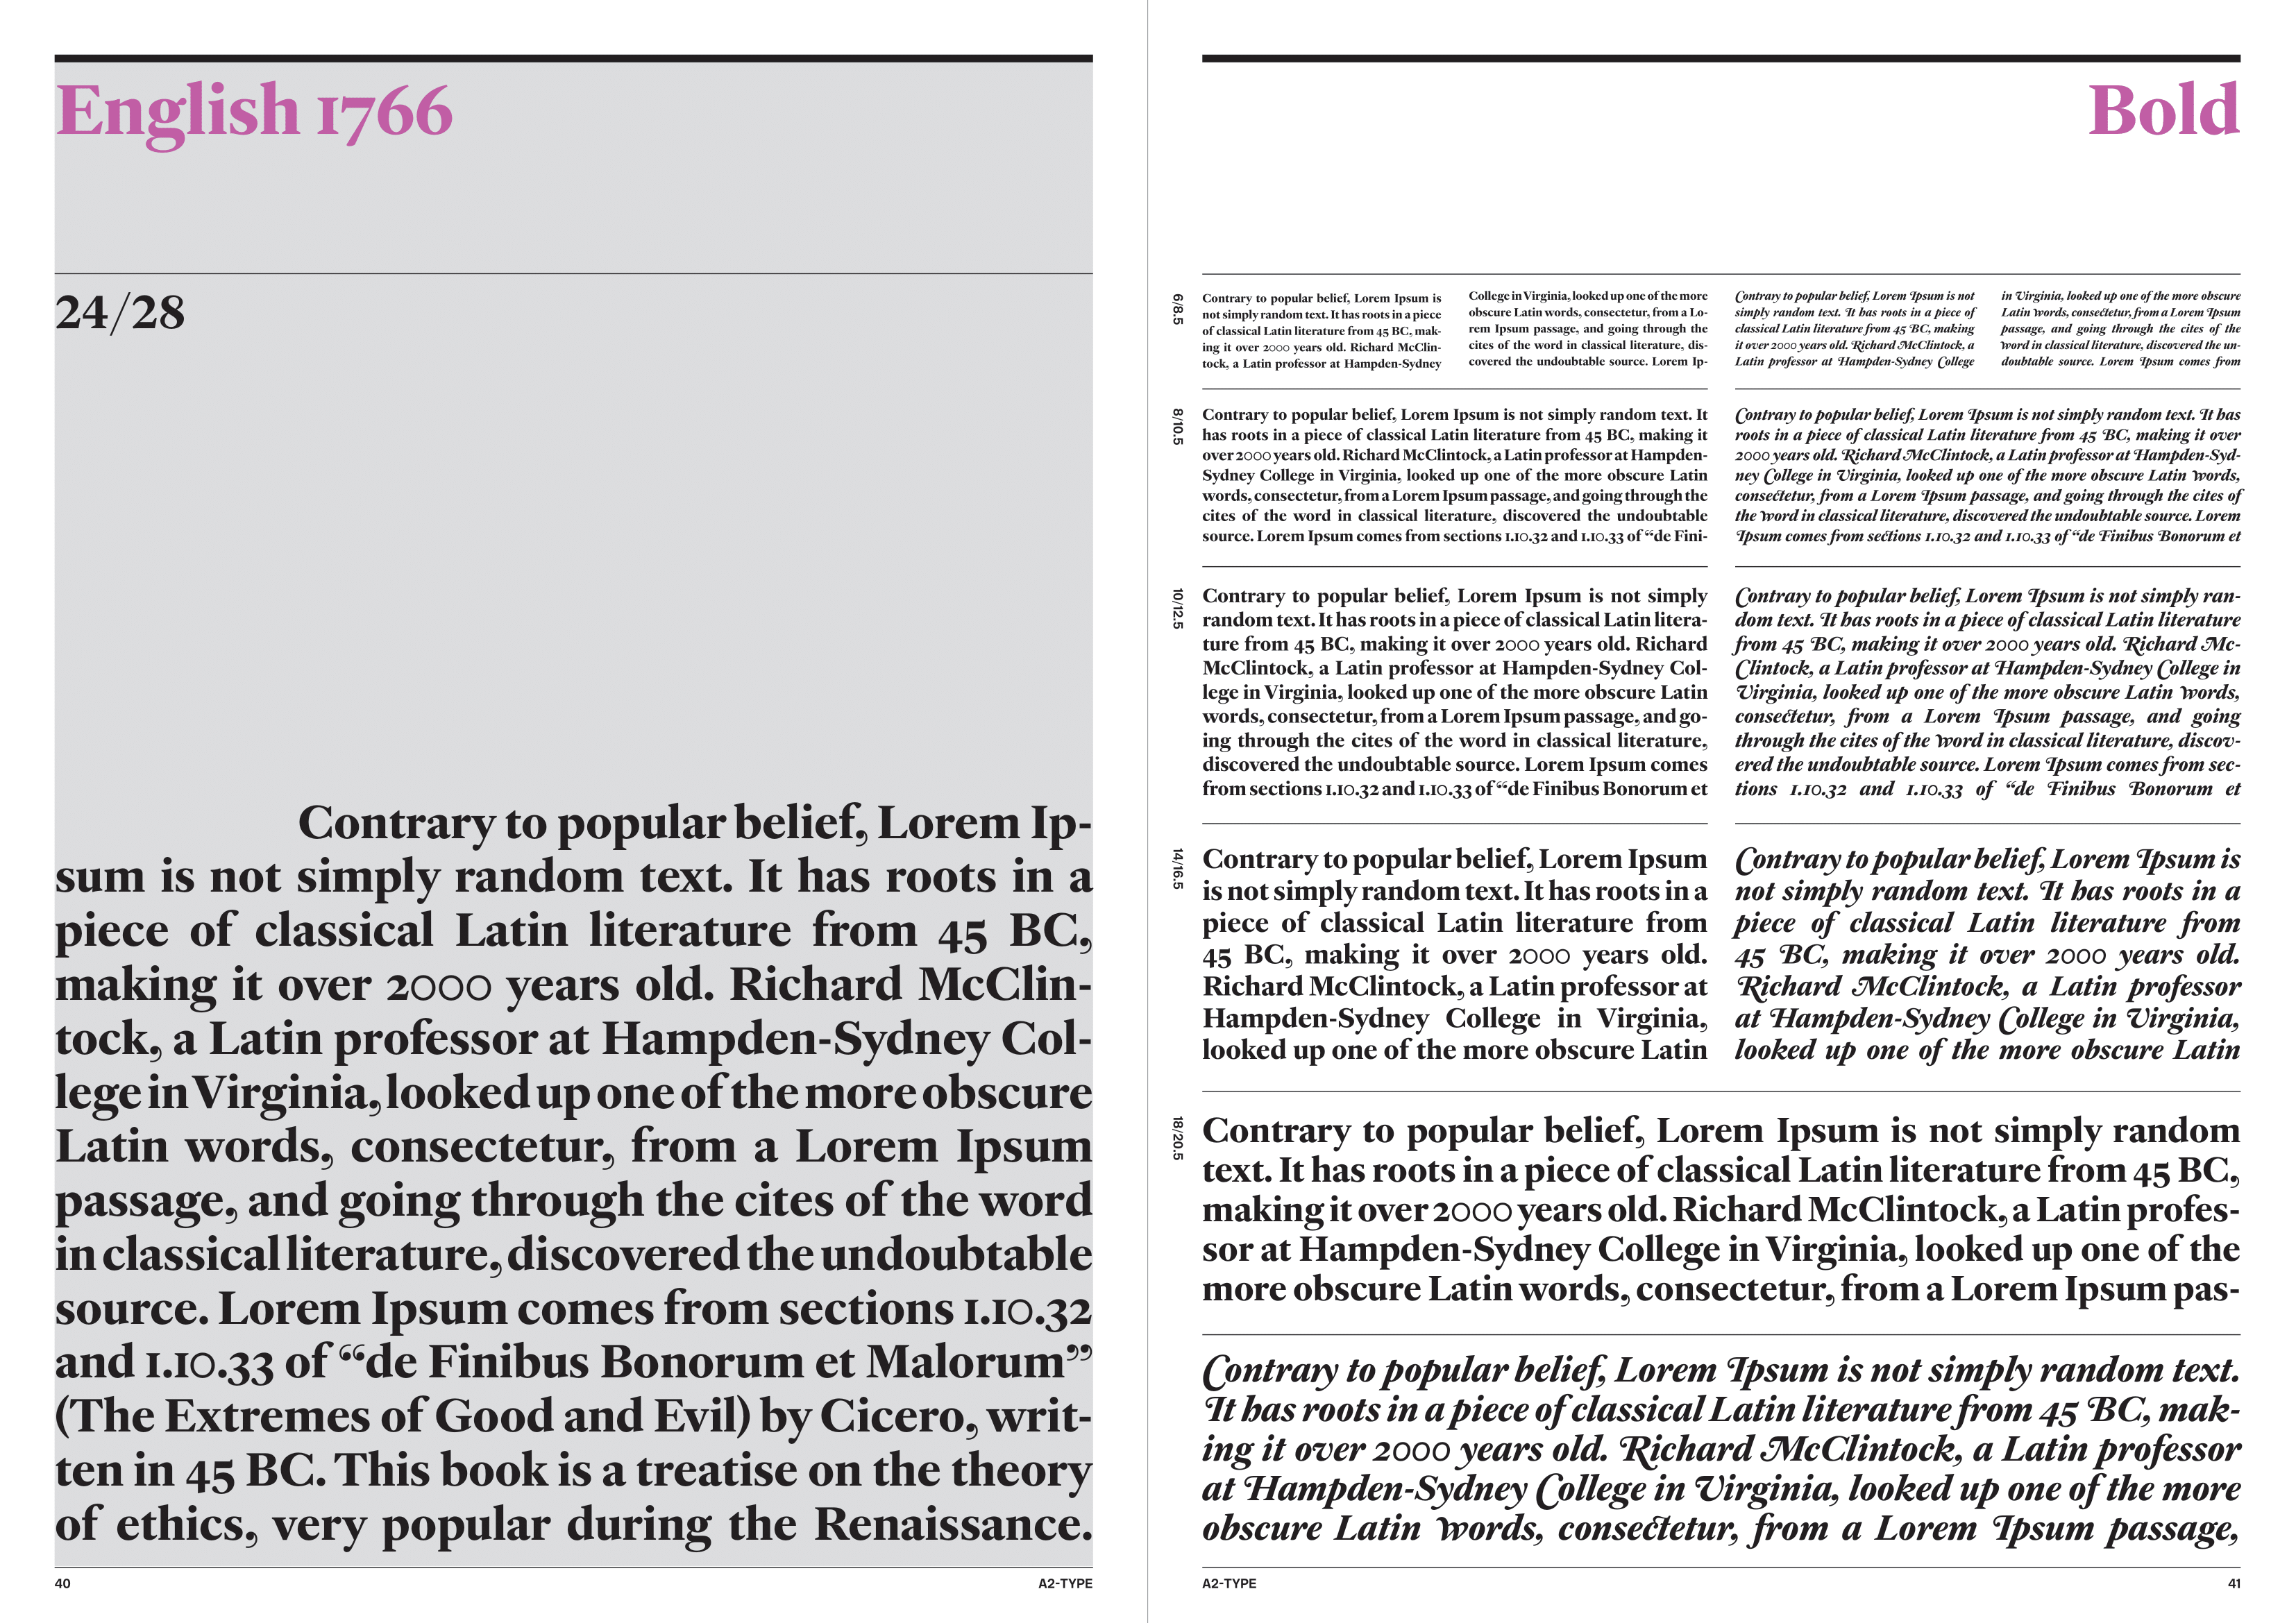 English 1766
24/28
Contrary to popular belief, Lorem Ip-
sum is not simply random text. It has roots in a
piece of classical Latin literature from 45 BC,
making it over 2000 years old. Richard McClin-
tock, a Latin professor at Hampden-Sydney Col-
lege in Virginia, looked up one of the more obscure
Latin words, consectetur, from a Lorem Ipsum
passage, and going through the cites of the word
in classical literature, discovered the undoubtable
source. Lorem Ipsum comes from sections 1.10.32
and 1.10.33 of “de Finibus Bonorum et Malorum”
(The Extremes of Good and Evil) by Cicero, writ-
ten in 45 BC. This book is a treatise on the theory
of ethics, very popular during the Renaissance.
40
A2-TYPE
Bold
6/8.5
Contrary to popular belief, Lorem Ipsum is
not simply random text. It has roots in a piece
of classical Latin literature from 45 BC, mak-
ing it over 2000 years old. Richard McClin-
tock, a Latin professor at Hampden-Sydney
College in Virginia, looked up one of the more
obscure Latin words, consectetur, from a Lo-
rem Ipsum passage, and going through the
cites of the word in classical literature, dis-
covered the undoubtable source. Lorem Ip-
Contrary to popular belief, Lorem Ipsum is not
simply random text. It has roots in a piece of
classical Latin literature from 45 BC, making
it over 2000 years old. Richard McClintock, a
Latin professor at Hampden-Sydney College
in Virginia, looked up one of the more obscure
Latin words, consectetur, from a Lorem Ipsum
passage, and going through the cites of the
word in classical literature, discovered the un-
doubtable source. Lorem Ipsum comes from
8/10.5
Contrary to popular belief, Lorem Ipsum is not simply random text. It
has roots in a piece of classical Latin literature from 45 BC, making it
over 2000 years old. Richard McClintock, a Latin professor at Hampden-
Sydney College in Virginia, looked up one of the more obscure Latin
words, consectetur, from a Lorem Ipsum passage, and going through the
cites of the word in classical literature, discovered the undoubtable
source. Lorem Ipsum comes from sections 1.10.32 and 1.10.33 of “de Fini-
Contrary to popular belief, Lorem Ipsum is not simply random text. It has
roots in a piece of classical Latin literature from 45 BC, making it over
2000 years old. Richard McClintock, a Latin professor at Hampden-Syd-
ney College in Virginia, looked up one of the more obscure Latin words,
consectetur, from a Lorem Ipsum passage, and going through the cites of
the word in classical literature, discovered the undoubtable source. Lorem
Ipsum comes from sections 1.10.32 and 1.10.33 of “de Finibus Bonorum et
10/12.5
Contrary to popular belief, Lorem Ipsum is not simply
random text. It has roots in a piece of classical Latin litera-
ture from 45 BC, making it over 2000 years old. Richard
McClintock, a Latin professor at Hampden-Sydney Col-
lege in Virginia, looked up one of the more obscure Latin
words, consectetur, from a Lorem Ipsum passage, and go-
ing through the cites of the word in classical literature,
discovered the undoubtable source. Lorem Ipsum comes
from sections 1.10.32 and 1.10.33 of “de Finibus Bonorum et
Contrary to popular belief, Lorem Ipsum is not simply ran-
dom text. It has roots in a piece of classical Latin literature
from 45 BC, making it over 2000 years old. Richard Mc-
Clintock, a Latin professor at Hampden-Sydney College in
Virginia, looked up one of the more obscure Latin words,
consectetur, from a Lorem Ipsum passage, and going
through the cites of the word in classical literature, discov-
ered the undoubtable source. Lorem Ipsum comes from sec-
tions 1.10.32 and 1.10.33 of “de Finibus Bonorum et
14/16.5
Contrary to popular belief, Lorem Ipsum
is not simply random text. It has roots in a
piece of classical Latin literature from
45 BC, making it over 2000 years old.
Richard McClintock, a Latin professor at
Hampden-Sydney College in Virginia,
looked up one of the more obscure Latin
Contrary to popular belief, Lorem Ipsum is
not simply random text. It has roots in a
piece of classical Latin literature from
45 BC, making it over 2000 years old.
Richard McClintock, a Latin professor
at Hampden-Sydney College in Virginia,
looked up one of the more obscure Latin
18/20.5
Contrary to popular belief, Lorem Ipsum is not simply random
text. It has roots in a piece of classical Latin literature from 45 BC,
making it over 2000 years old. Richard McClintock, a Latin profes-
sor at Hampden-Sydney College in Virginia, looked up one of the
more obscure Latin words, consectetur, from a Lorem Ipsum pas-
Contrary to popular belief, Lorem Ipsum is not simply random text.
It has roots in a piece of classical Latin literature from 45 BC, mak-
ing it over 2000 years old. Richard McClintock, a Latin professor
at Hampden-Sydney College in Virginia, looked up one of the more
obscure Latin words, consectetur, from a Lorem Ipsum passage,
A2-TYPE
41